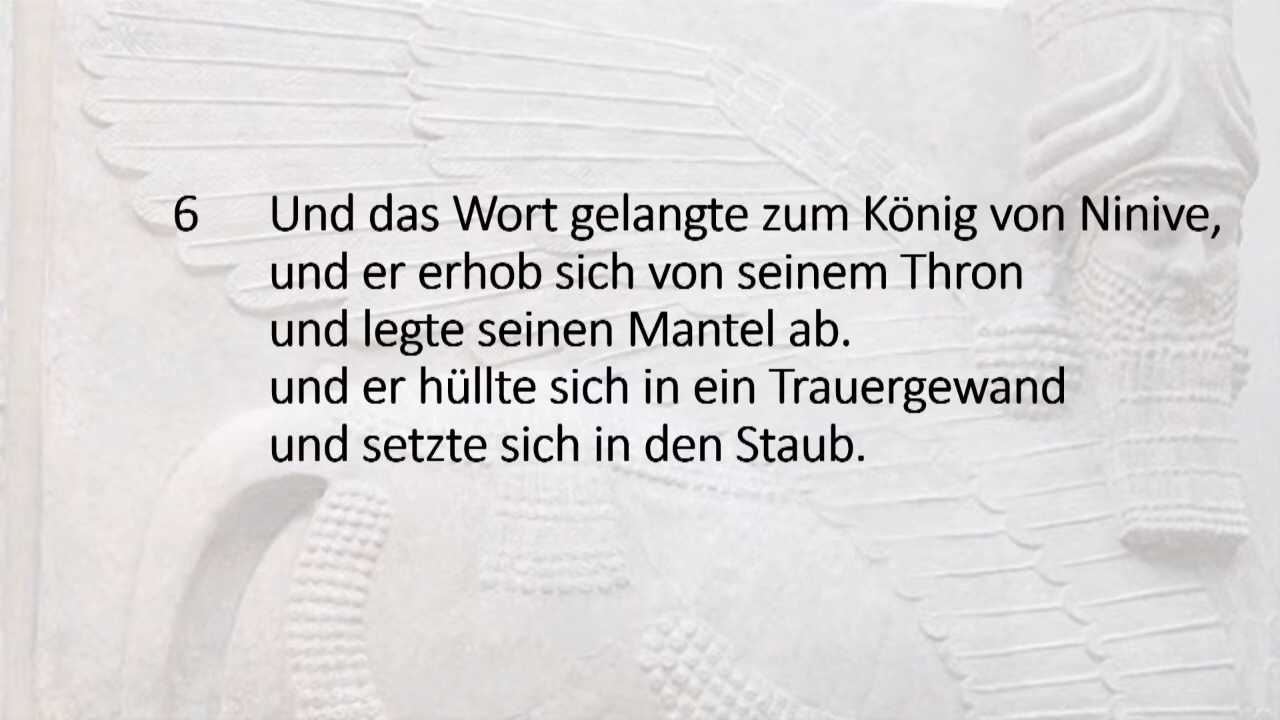 6 Und das Wort gelangte zum König von Ninive,
und er erhob sich von seinem Thron
und legte seinen Mantel ab.
und er hüllte sich in ein Trauergewand
und setzte sich in den Staub.